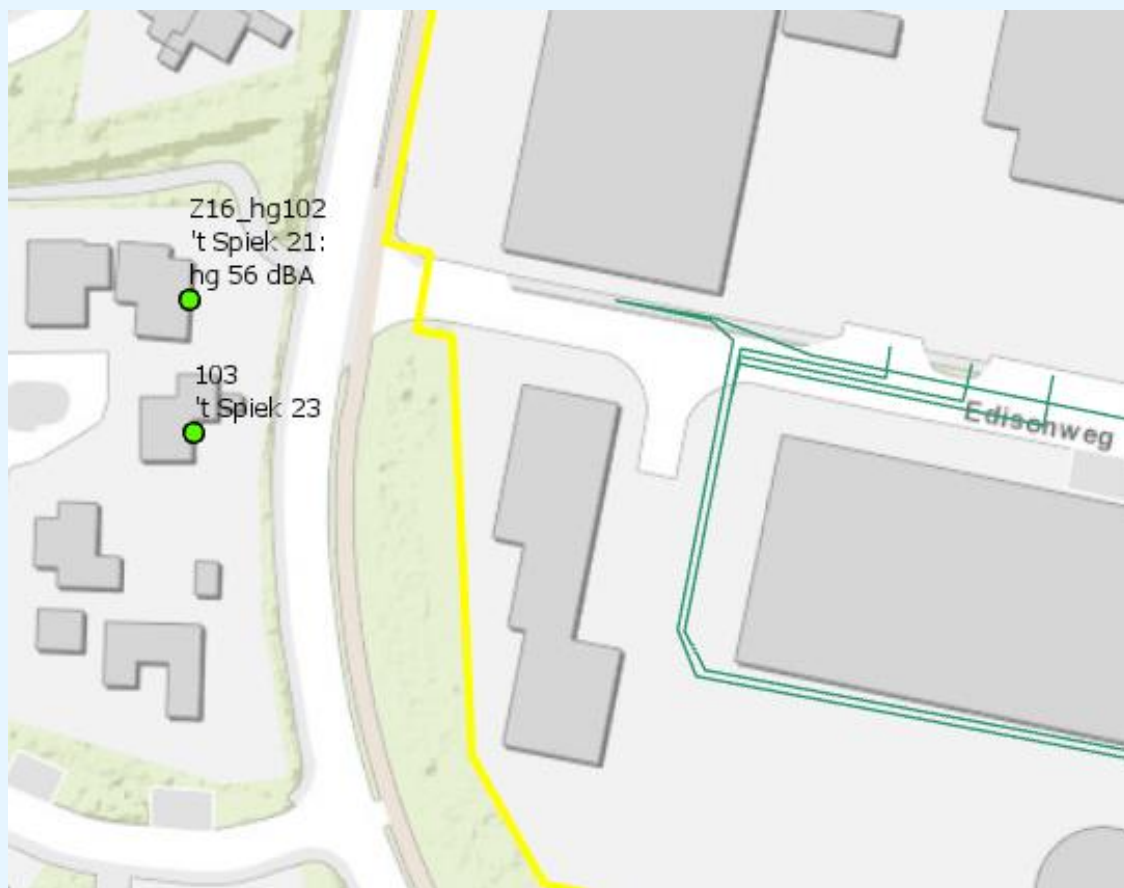 Z16_hg102
't Spiek 21:
hg 56 dBA
103
't Spiek 23
Edisonweg